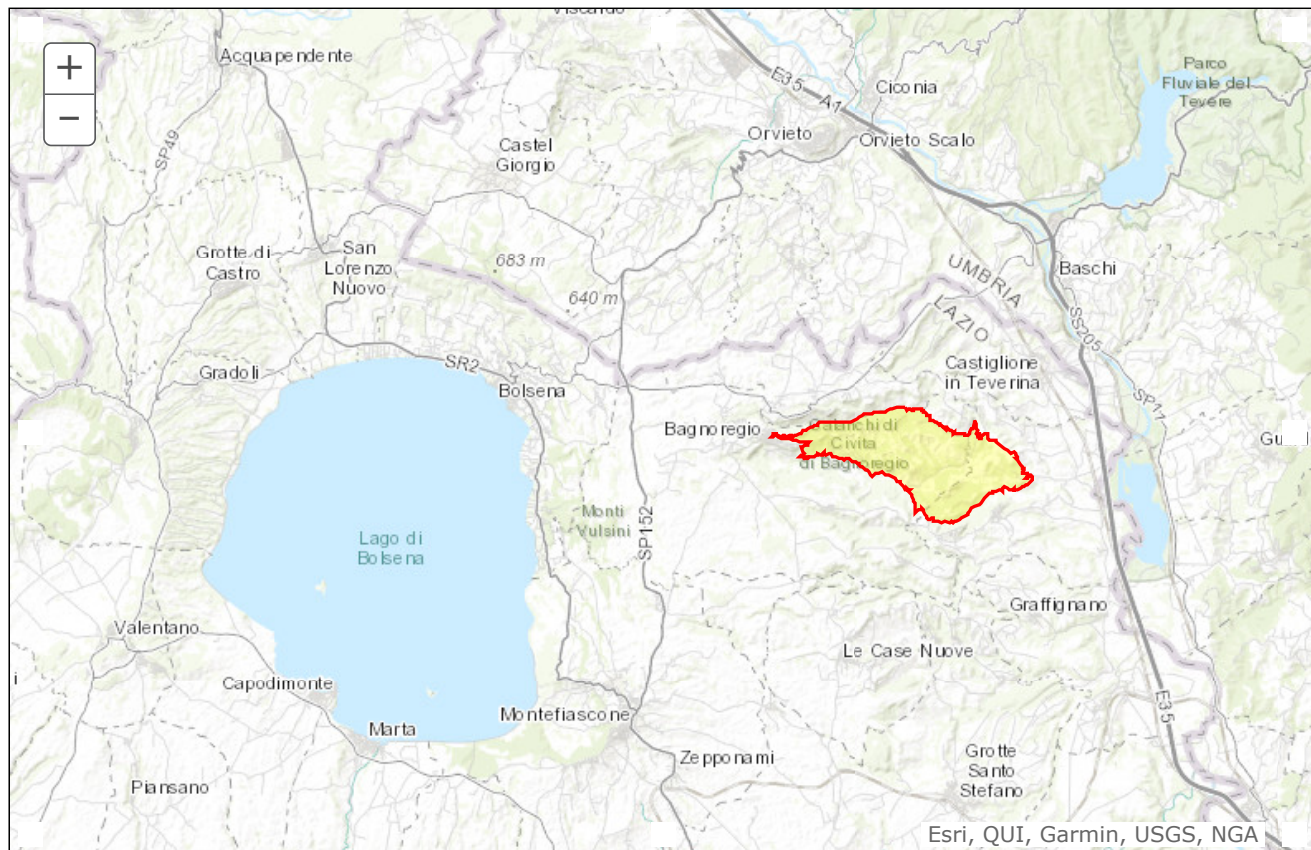 Acquapendente
Parco
Fluviale del
Tevere
E35
A1
Ciconia
Orvieto
Orvieto Scalo
SP49
Castel
Giorgio
Grotte di
Castro
San
Lorenzo
Nuovo
683 m
640 m
UMBRIA
LAZIO
Baschi
SS205
SP11
Castiglione
in Teverina
Gradoli
SR2
Bolsena
Bagnoregio
Calanchi di
Civita
di Bagnoregio
Monti
Vulsini
SP152
Lago di
Bolsena
Graffignano
Valentano
Le Case Nuove
Capodimonte
Montefiascone
Marta
E35
Zepponami
Grotte
Santo
Stefano
Piansano
Esri, QUI, Garmin, USGS, NGA